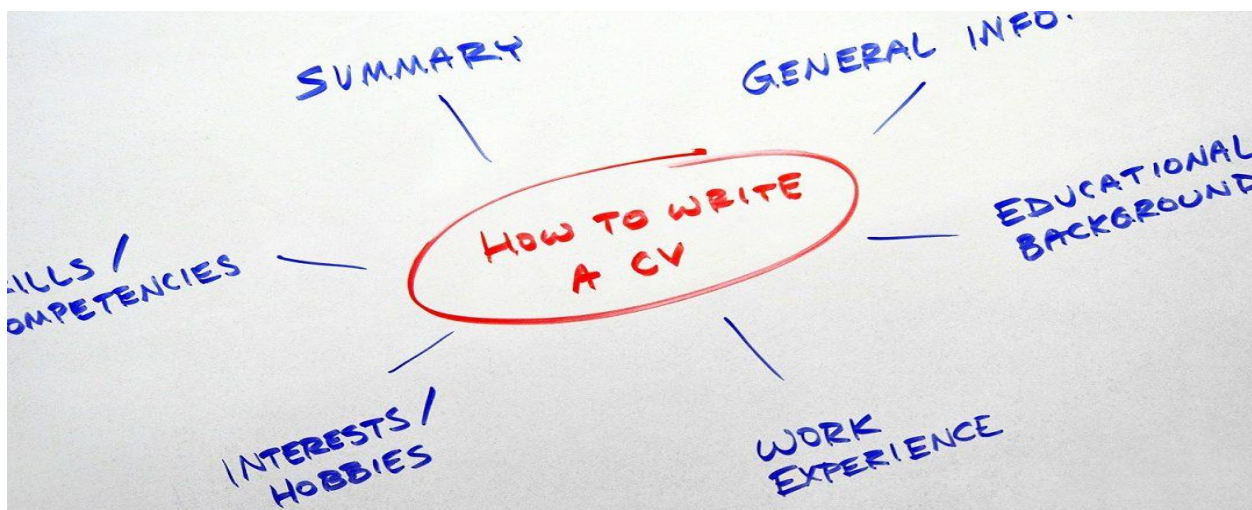 SUMMARY
GENERAL INFO.
HOW TO WRITE
A CV
EDUCATIONAL
BACKGROUND
ILLS /
OMPETENCIES
INTERESTS /
HOBBIES
WORK
EXPERIENCE